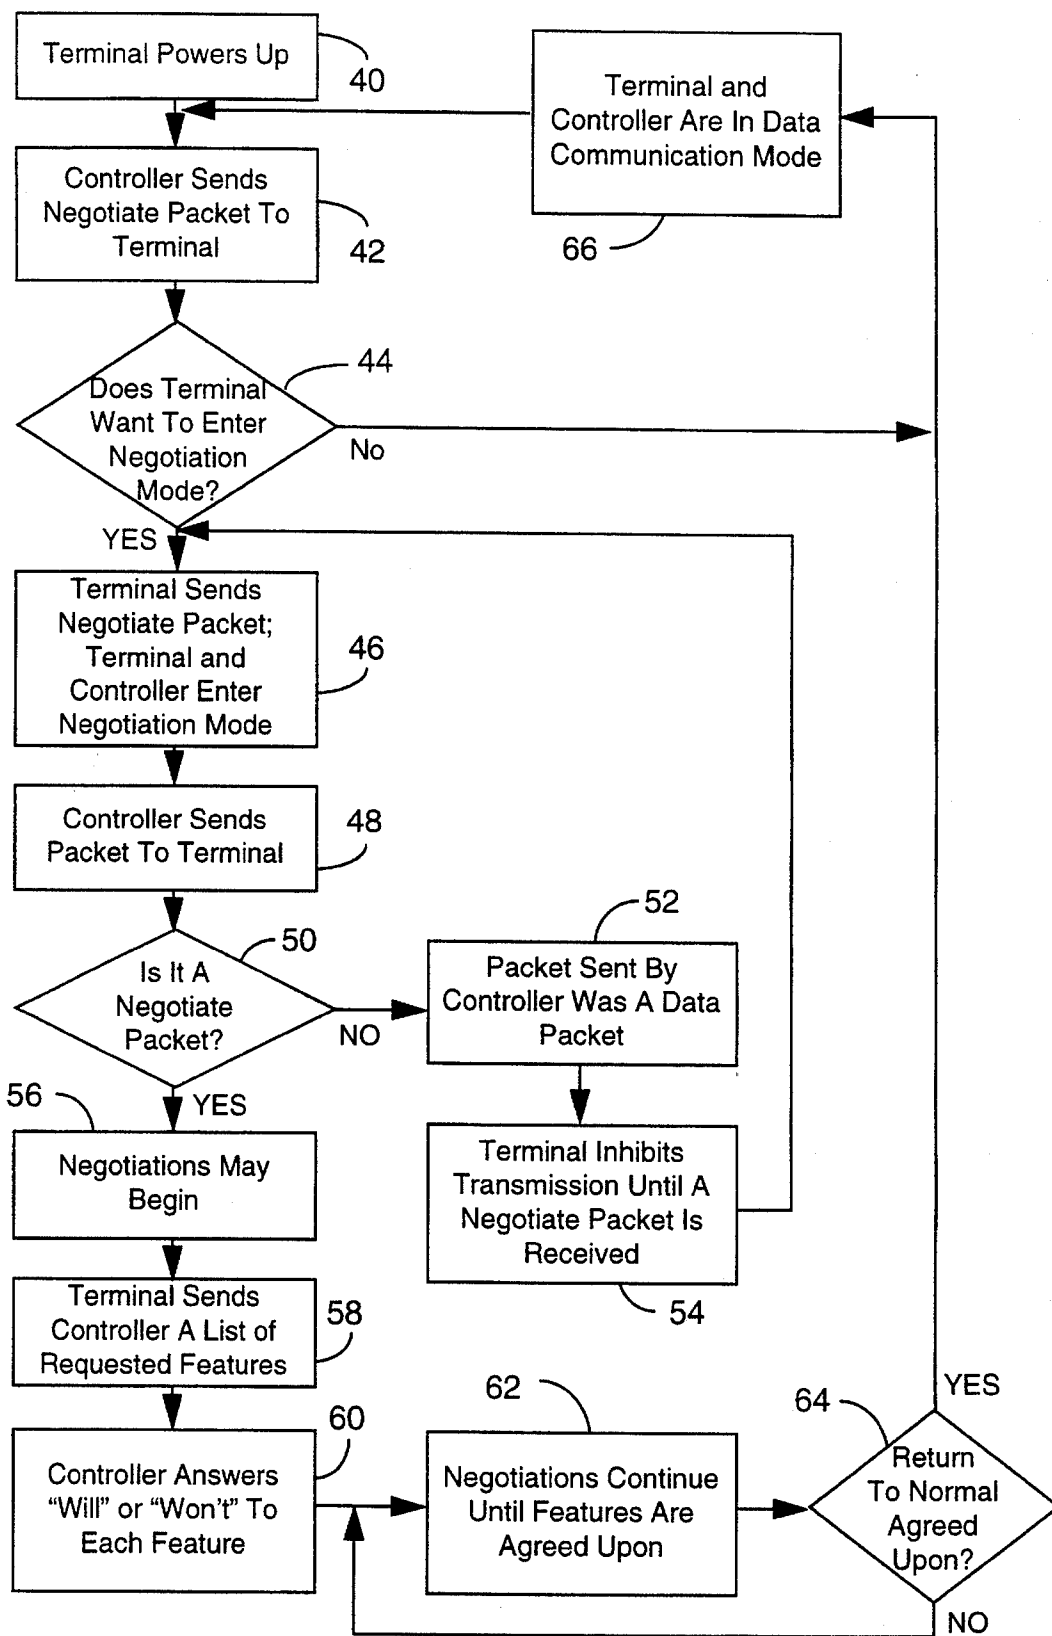 Terminal Powers Up
40
Terminal and
Controller Are In Data
Communication Mode
66
Controller Sends
Negotiate Packet To
Terminal
42
44
Does Terminal
Want To Enter
Negotiation
Mode?
No
YES
Terminal Sends
Negotiate Packet;
Terminal and
Controller Enter
Negotiation Mode
46
Controller Sends
Packet To Terminal
48
50
Is It A
Negotiate
Packet?
NO
YES
52
Packet Sent By
Controller Was A Data
Packet
Terminal Inhibits
Transmission Until A
Negotiate Packet Is
Received
54
56
Negotiations May
Begin
Terminal Sends
Controller A List of
Requested Features
58
60
Controller Answers
“Will” or “Won't” To
Each Feature
62
Negotiations Continue
Until Features Are
Agreed Upon
64
YES
Return
To Normal
Agreed
Upon?
NO